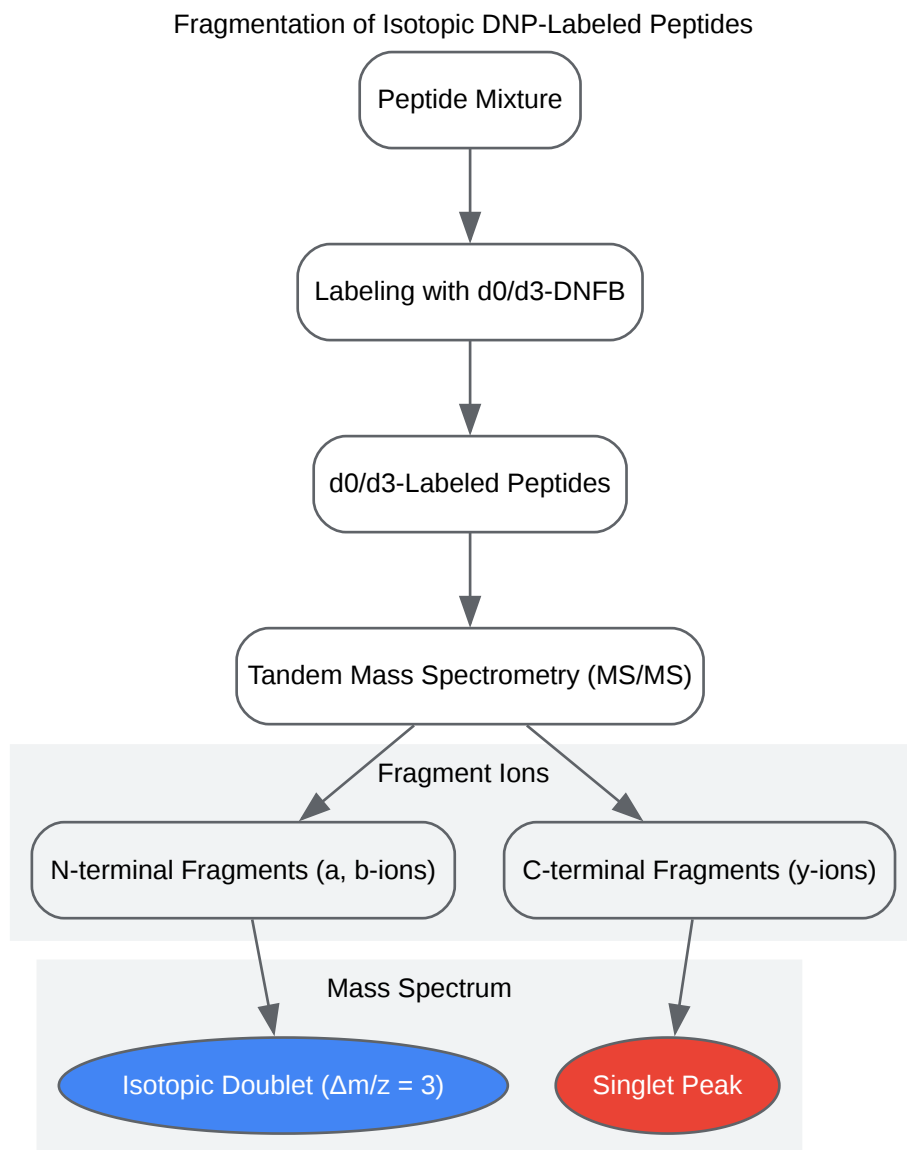 Fragmentation of Isotopic DNP-Labeled Peptides
Peptide Mixture
Labeling with d0/d3-DNFB
d0/d3-Labeled Peptides
Tandem Mass Spectrometry (MS/MS)
Fragment Ions
N-terminal Fragments (a, b-ions)
C-terminal Fragments (y-ions)
Mass Spectrum
Isotopic Doublet (Δm/z = 3)
Singlet Peak